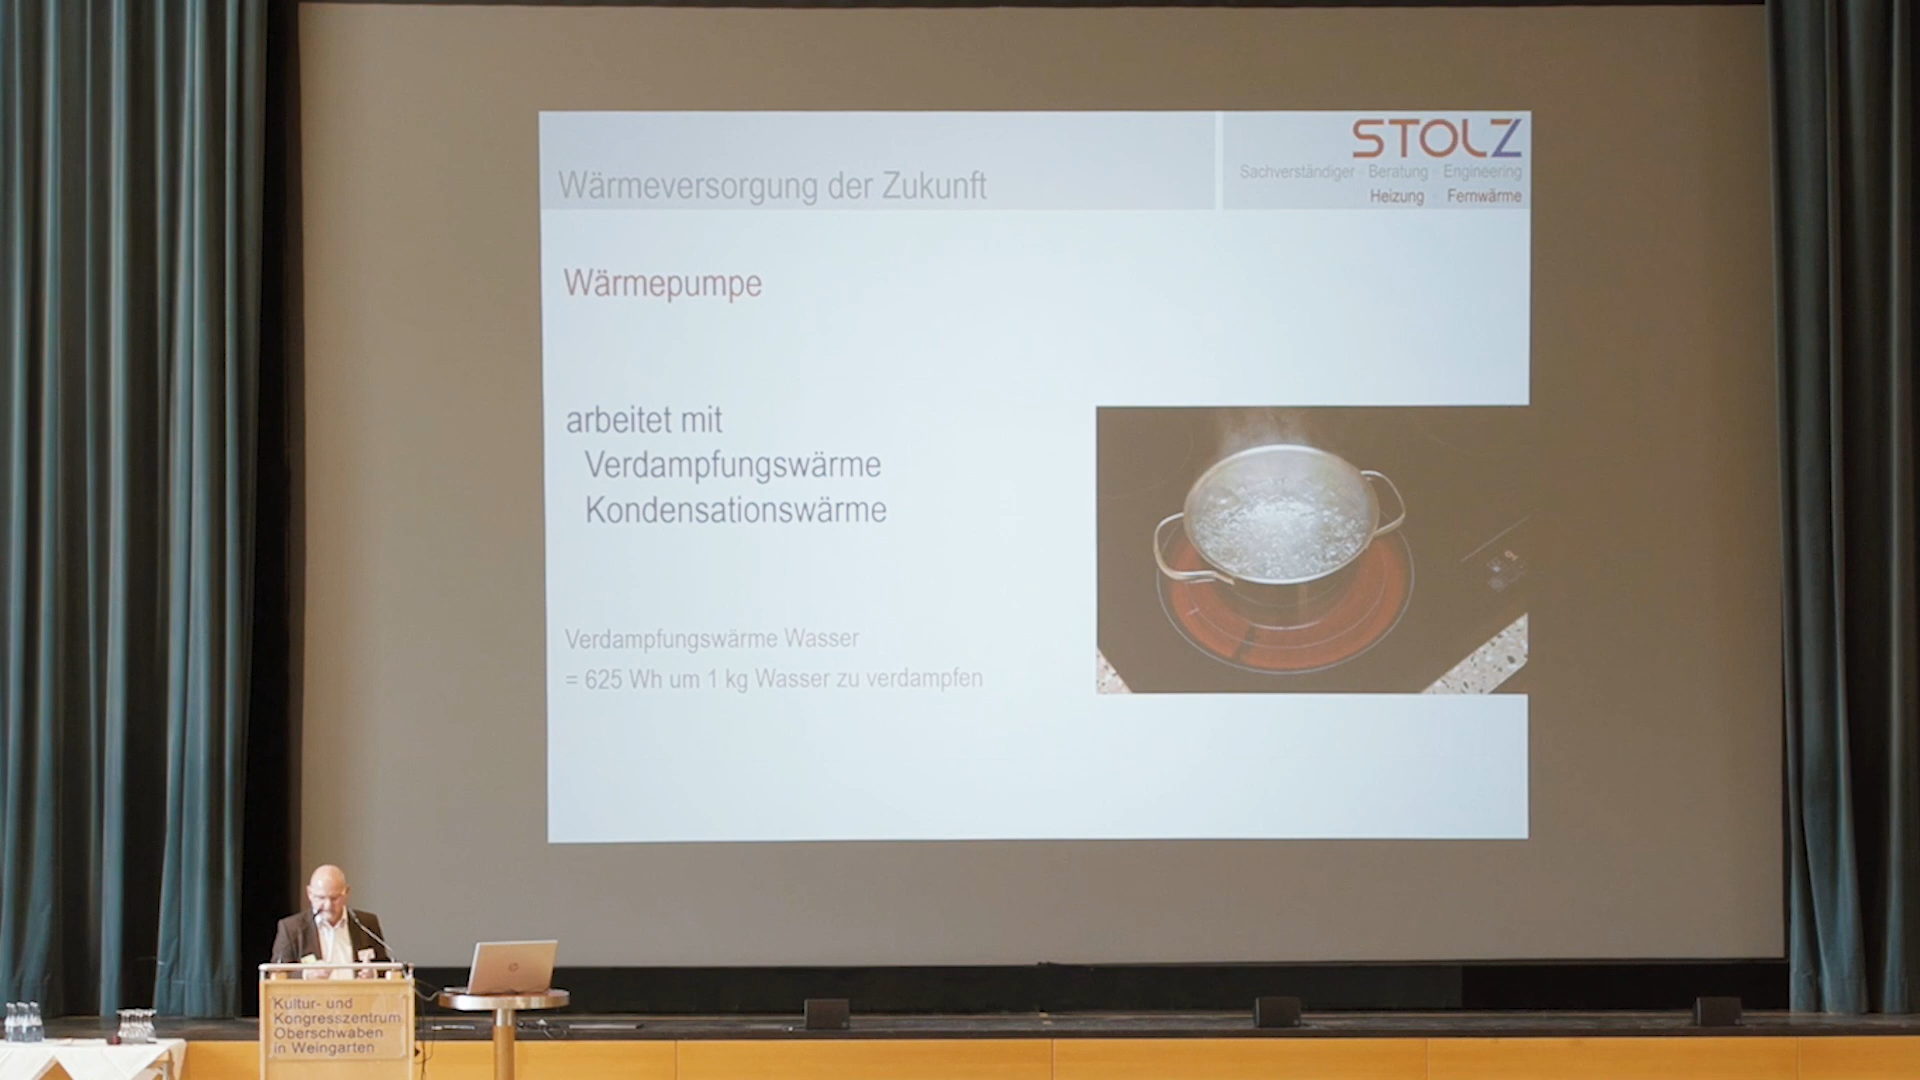 STOLZ
Sachverständiger · Beratung · Engineering
Heizung · Fernwärme
Wärmeversorgung der Zukunft
Wärmepumpe
arbeitet mit
Verdampfungswärme
Kondensationswärme
Verdampfungswärme Wasser
= 625 Wh um 1 kg Wasser zu verdampfen
Kultur- und
Kongresszentrum
Oberschwaben
in Weingarten